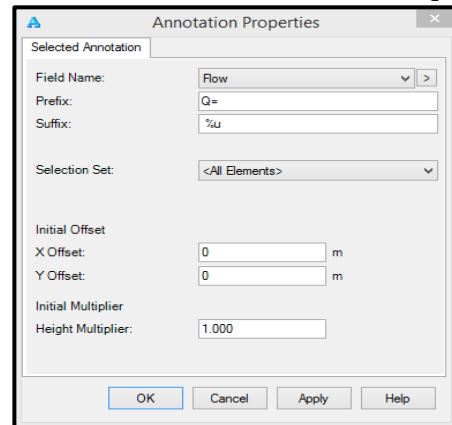 Annotation Properties
Selected Annotation
Field Name: Flow >
Prefix: Q=
Suffix: %u
Selection Set: <All Elements>
Initial Offset
X Offset: 0 m
Y Offset: 0 m
Initial Multiplier
Height Multiplier: 1.000
OK Cancel Apply Help